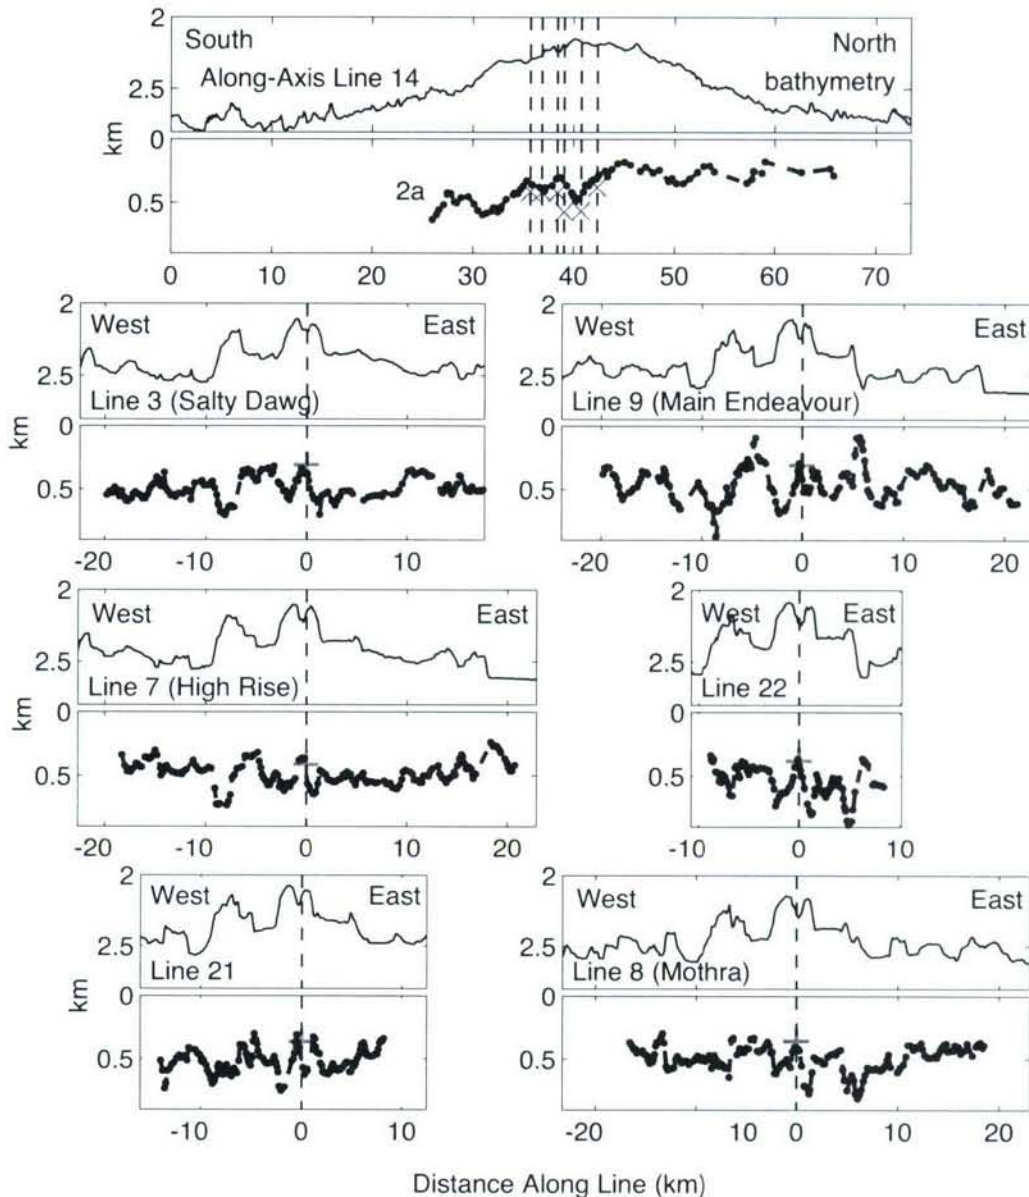 2
South
North
Along-Axis Line 14
bathymetry
2.5
km
0
2a
0.5
0 10 20 30 40 50 60 70
2
West East
2.5
Line 3 (Salty Dawg)
km
0
0.5
-20 -10 0 10
2
West East
2.5
Line 9 (Main Endeavour)
0
0.5
-20 -10 0 10 20
2
West East
2.5
Line 7 (High Rise)
km
0
0.5
-20 -10 0 10 20
2
West East
2.5
Line 22
0
0.5
-10 0 10
2
West East
2.5
Line 21
km
0
0.5
-10 0 10
2
West East
2.5
Line 8 (Mothra)
0
0.5
-20 10 0 10 20
Distance Along Line (km)